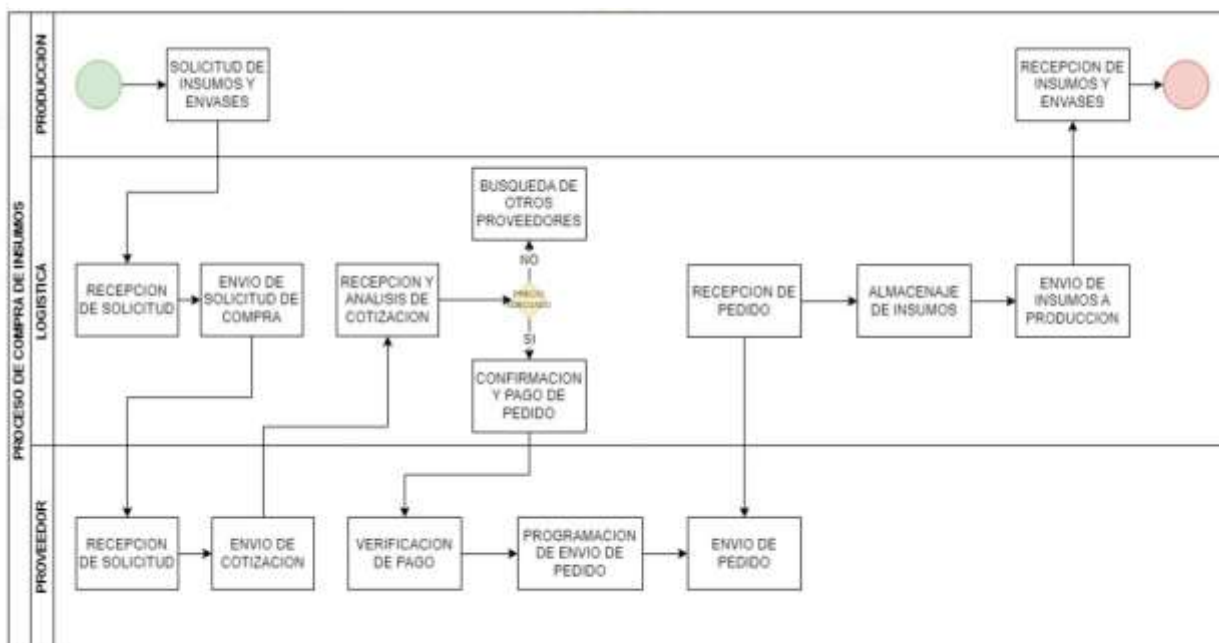 PROCESO DE COMPRA DE INSUMOS
PRODUCCION
SOLICITUD DE
INSUMOS Y
ENVASES
RECEPCION DE
INSUMOS Y
ENVASES
LOGISTICA
BUSQUEDA DE
OTROS
PROVEEDORES
NO
RECEPCION
DE SOLICITUD
ENVIO DE
SOLICITUD DE
COMPRA
RECEPCION Y
ANALISIS DE
COTIZACION
SI
CONFIRMACION
Y PAGO DE
PEDIDO
RECEPCION DE
PEDIDO
ALMACENAJE
DE INSUMOS
ENVIO DE
INSUMOS A
PRODUCCION
PROVEEDOR
RECEPCION
DE SOLICITUD
ENVIO DE
COTIZACION
VERIFICACION
DE PAGO
PROGRAMACION
DE ENVIO DE
PEDIDO
ENVIO DE
PEDIDO